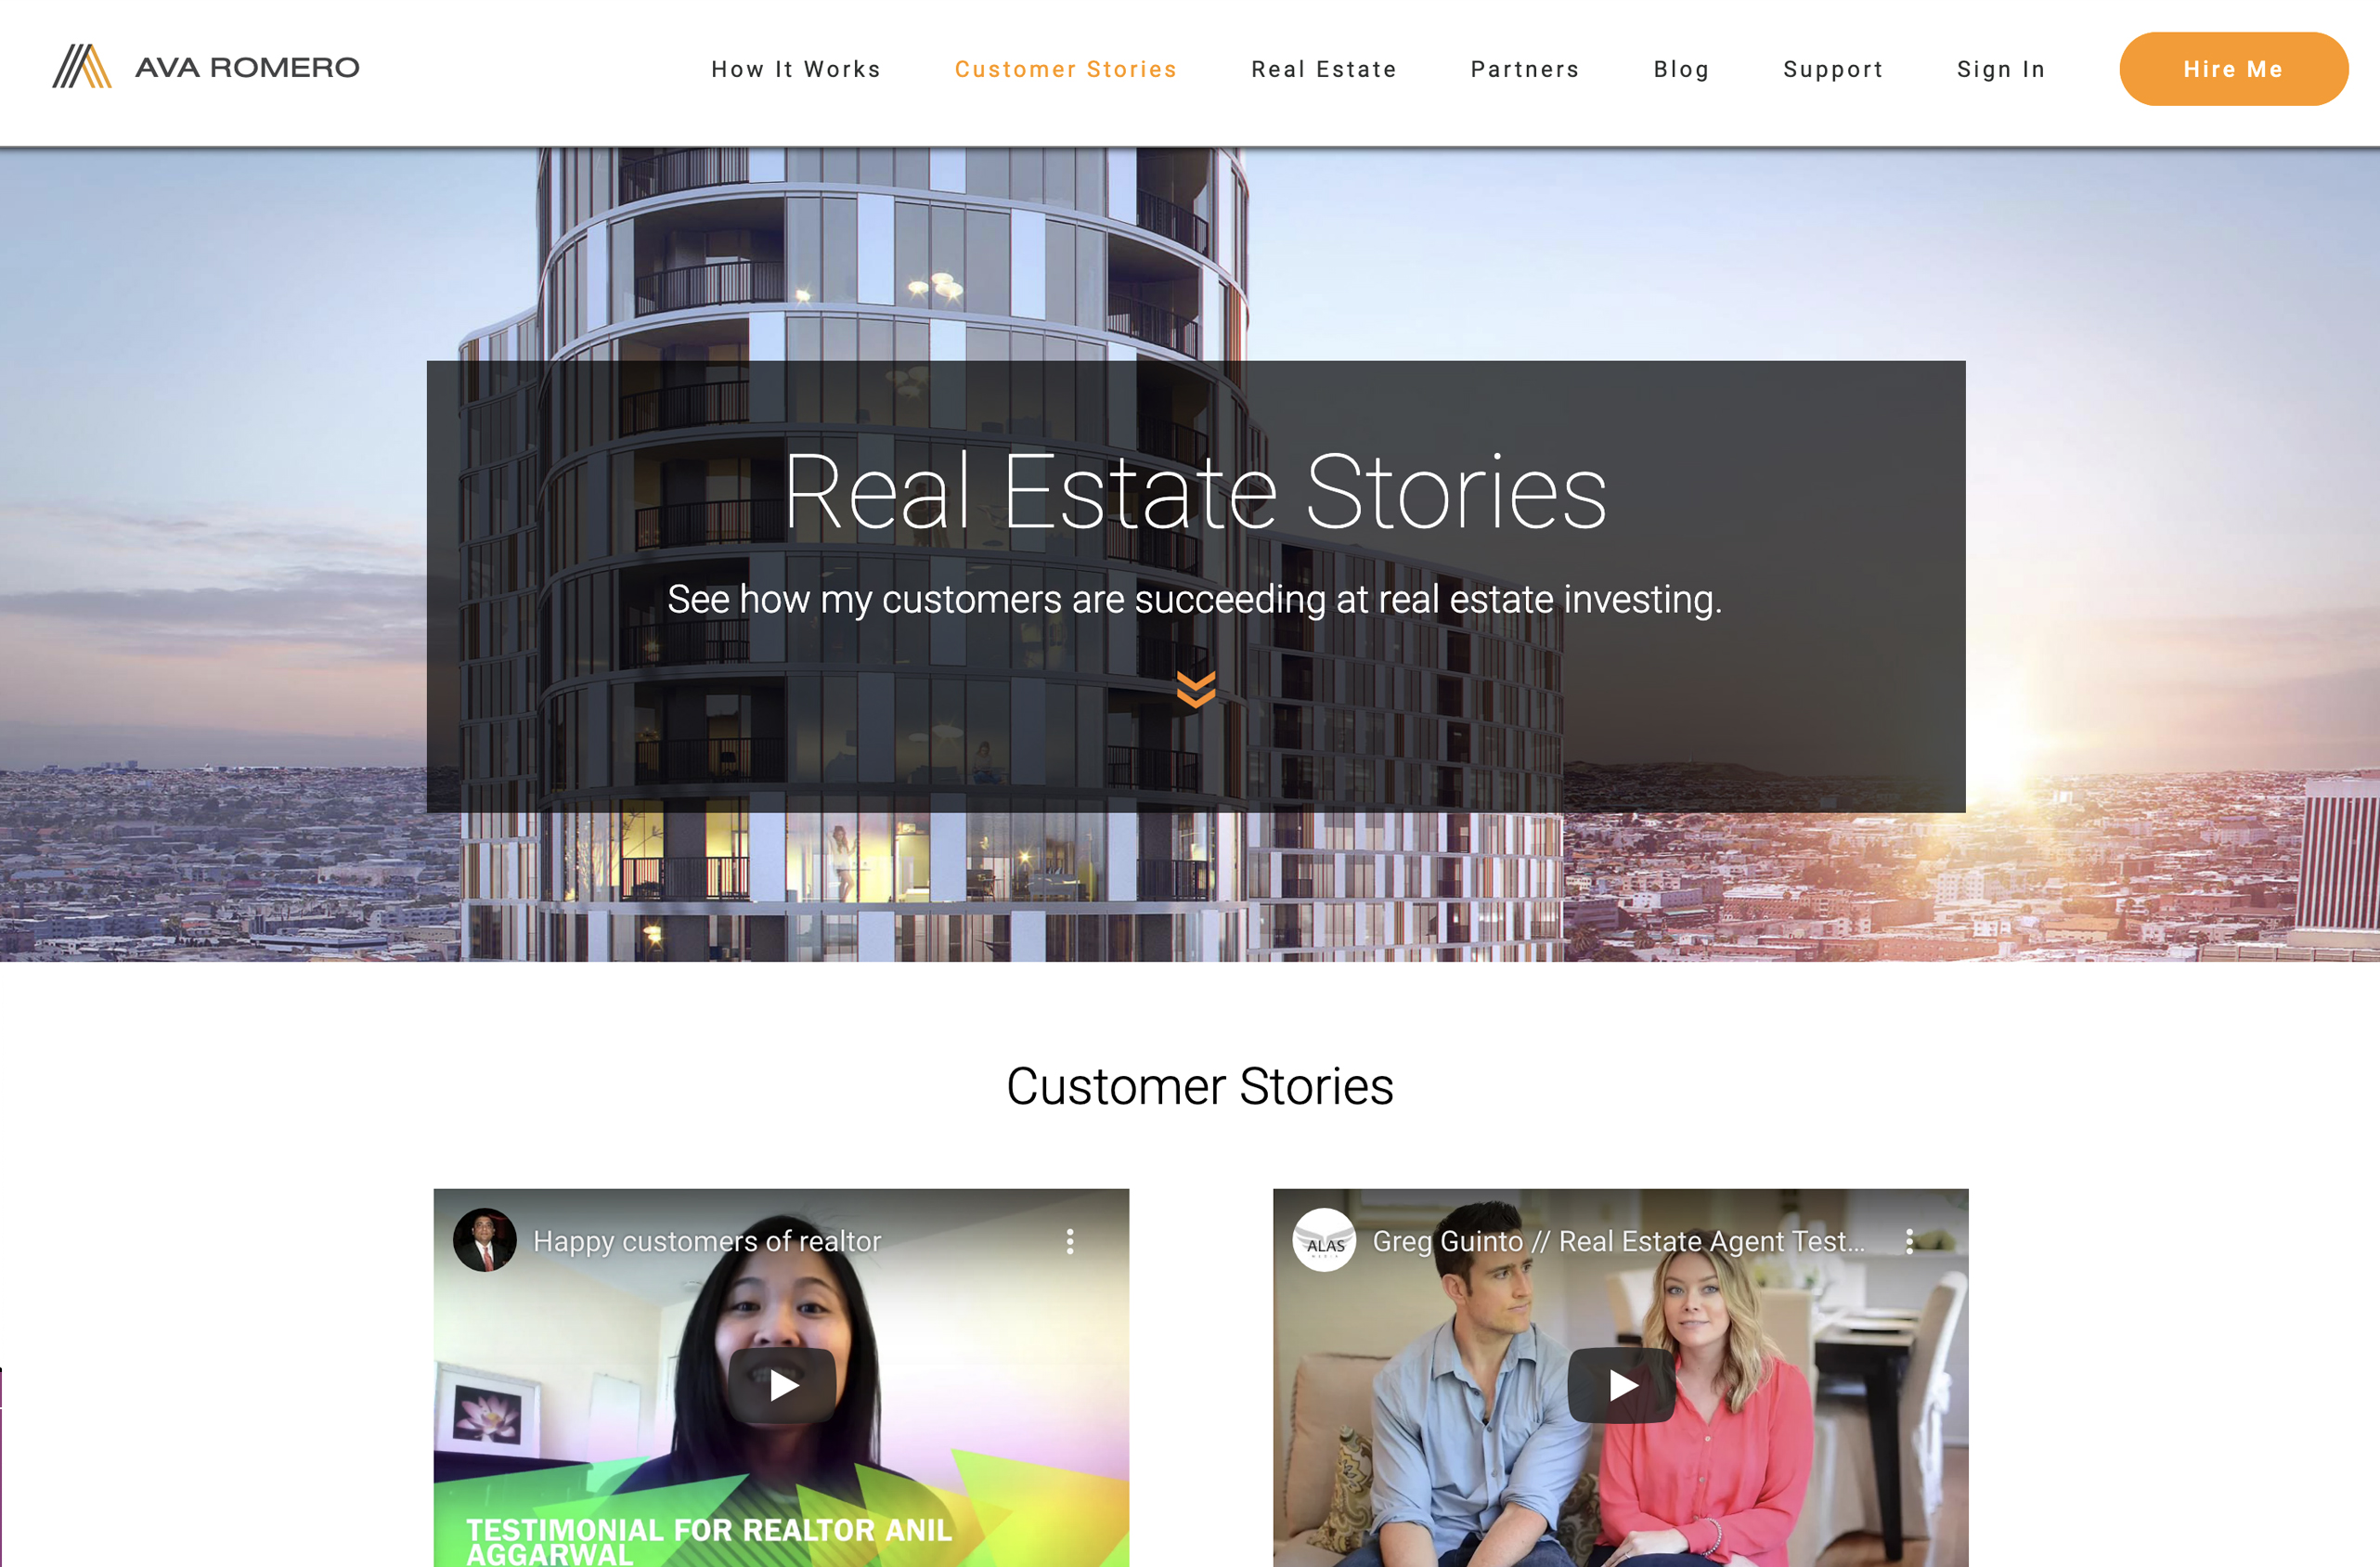 AVA ROMERO
How It Works
Customer Stories
Real Estate
Partners
Blog
Support
Sign In
Hire Me
Real Estate Stories
See how my customers are succeeding at real estate investing.
Customer Stories
Happy customers of realtor
TESTIMONIAL FOR REALTOR ANIL
AGGARWAL
ALAS
MEDIA
Greg Guinto // Real Estate Agent Test...